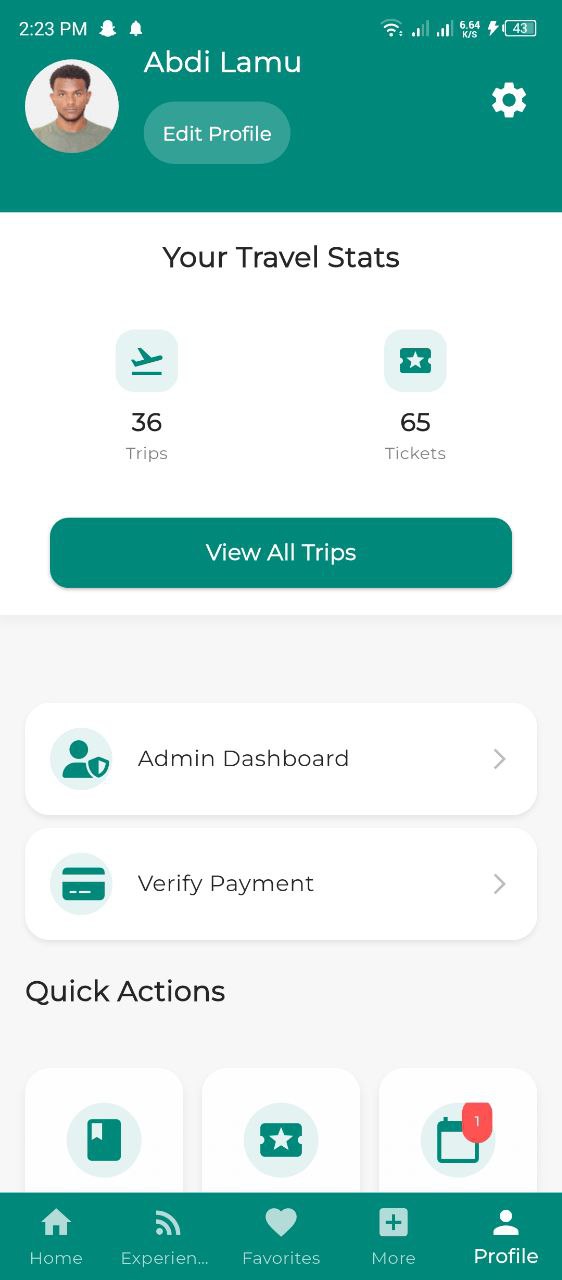 2:23 PM
6.64
K/S
43
Abdi Lamu
Edit Profile
Your Travel Stats
36
65
Trips
Tickets
View All Trips
Admin Dashboard
Verify Payment
Quick Actions
1
Home
Experien...
Favorites
More
Profile